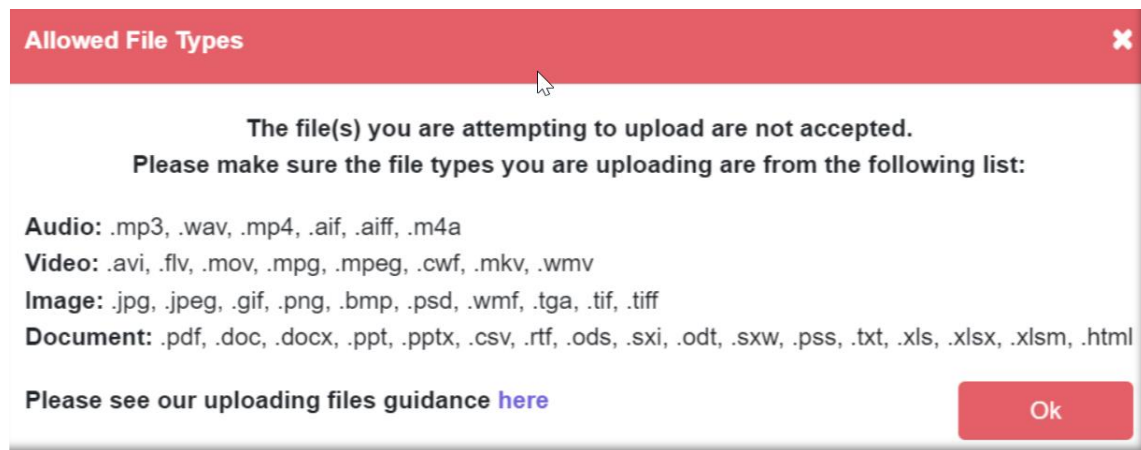 Allowed File Types
The file(s) you are attempting to upload are not accepted.
Please make sure the file types you are uploading are from the following list:
Audio: .mp3, .wav, .mp4, .aif, .aiff, .m4a
Video: .avi, .flv, .mov, .mpg, .mpeg, .cwf, .mkv, .wmv
Image: .jpg, .jpeg, .gif, .png, .bmp, .psd, .wmf, .tga, .tif, .tiff
Document: .pdf, .doc, .docx, .ppt, .pptx, .csv, .rtf, .ods, .sxi, .odt, .sxw, .pss, .txt, .xls, .xlsx, .xlsm, .html
Please see our uploading files guidance here
Ok